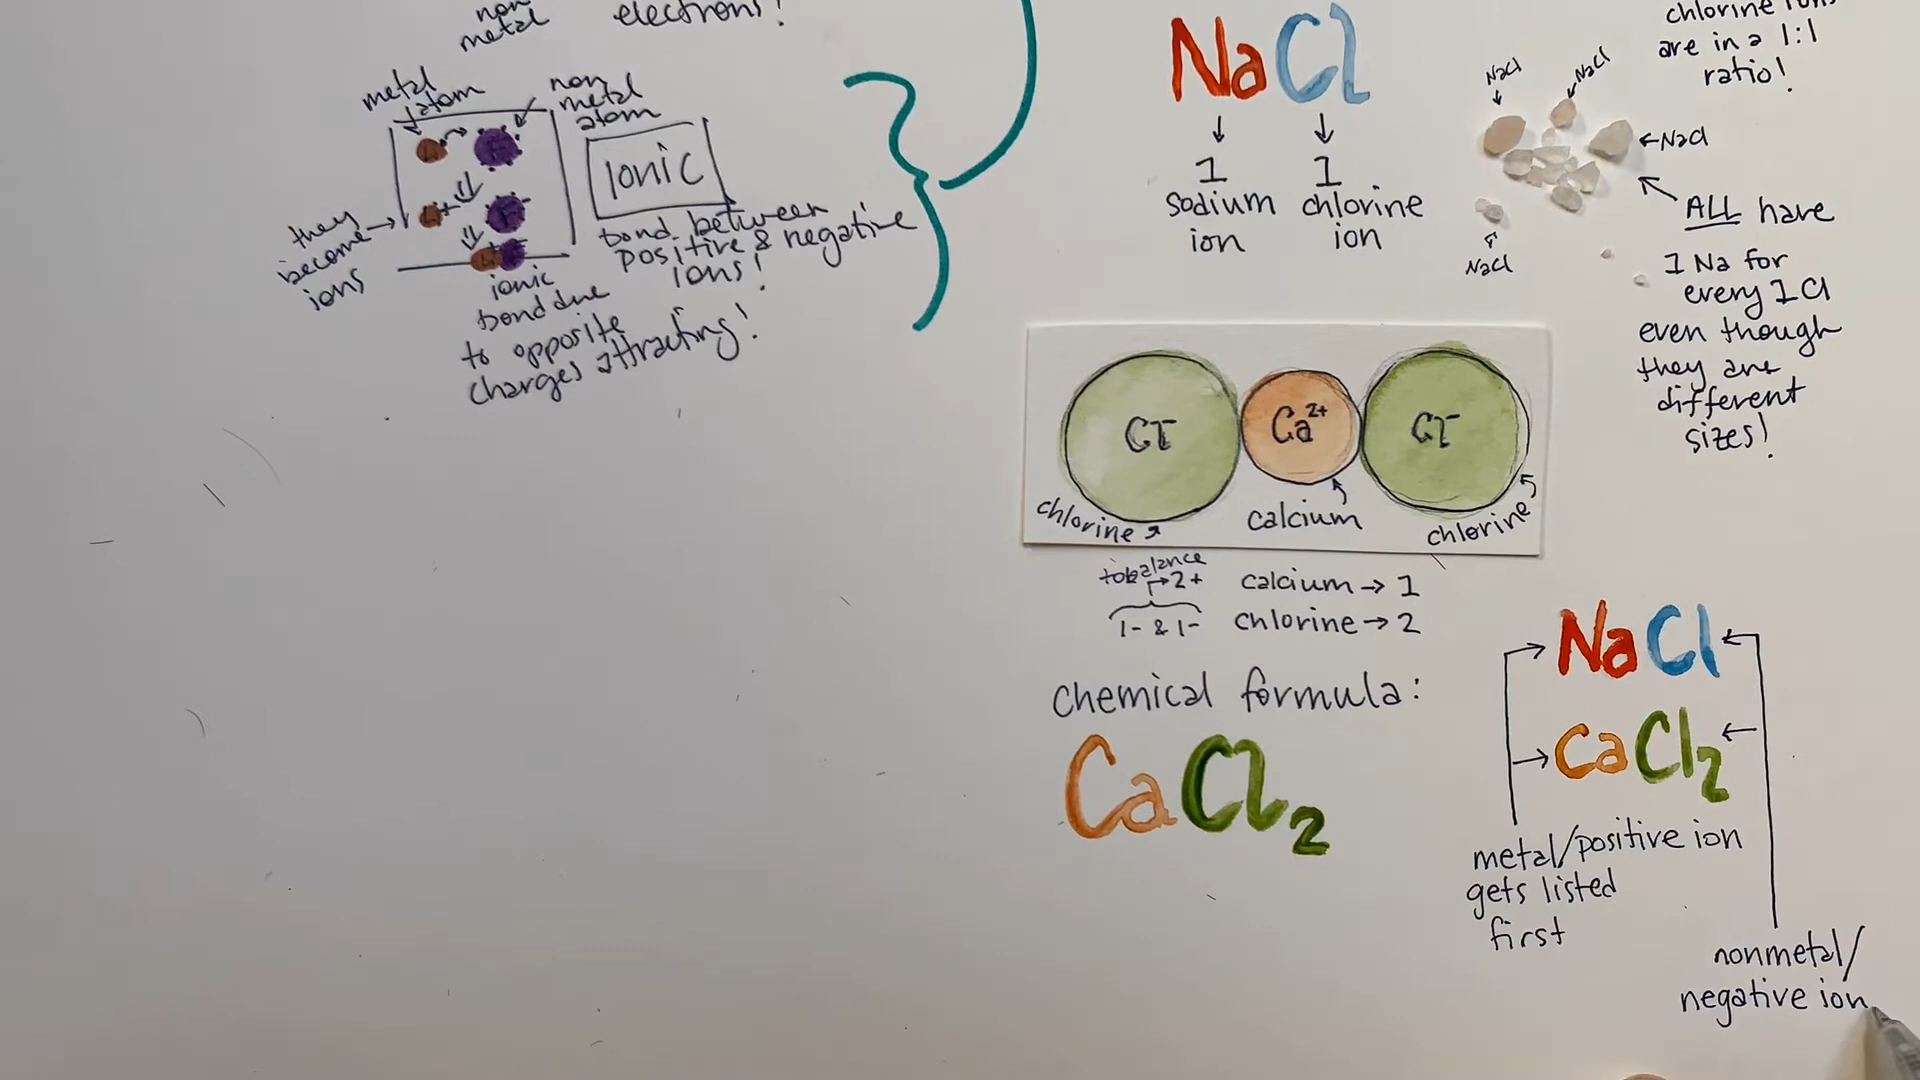 non
metal
electrons!
metal
atom
non
metal
atom
Ionic
bond between
positive & negative
ions!
they
become
ions
ionic
bond due
to opposite
charges attracting!
NaCl
1
sodium
ion
1
chlorine
ion
chlorine ions
are in a 1:1
ratio!
NaCl
NaCl
NaCl
NaCl
ALL have
1 Na for
every 1 Cl
even though
they are
different
sizes!
Cl-
Ca2+
Cl-
chlorine
calcium
chlorine
to balance
2+
1- & 1-
calcium → 1
chlorine → 2
chemical formula:
CaCl2
NaCl
CaCl2
metal/positive ion
gets listed
first
nonmetal/
negative ion